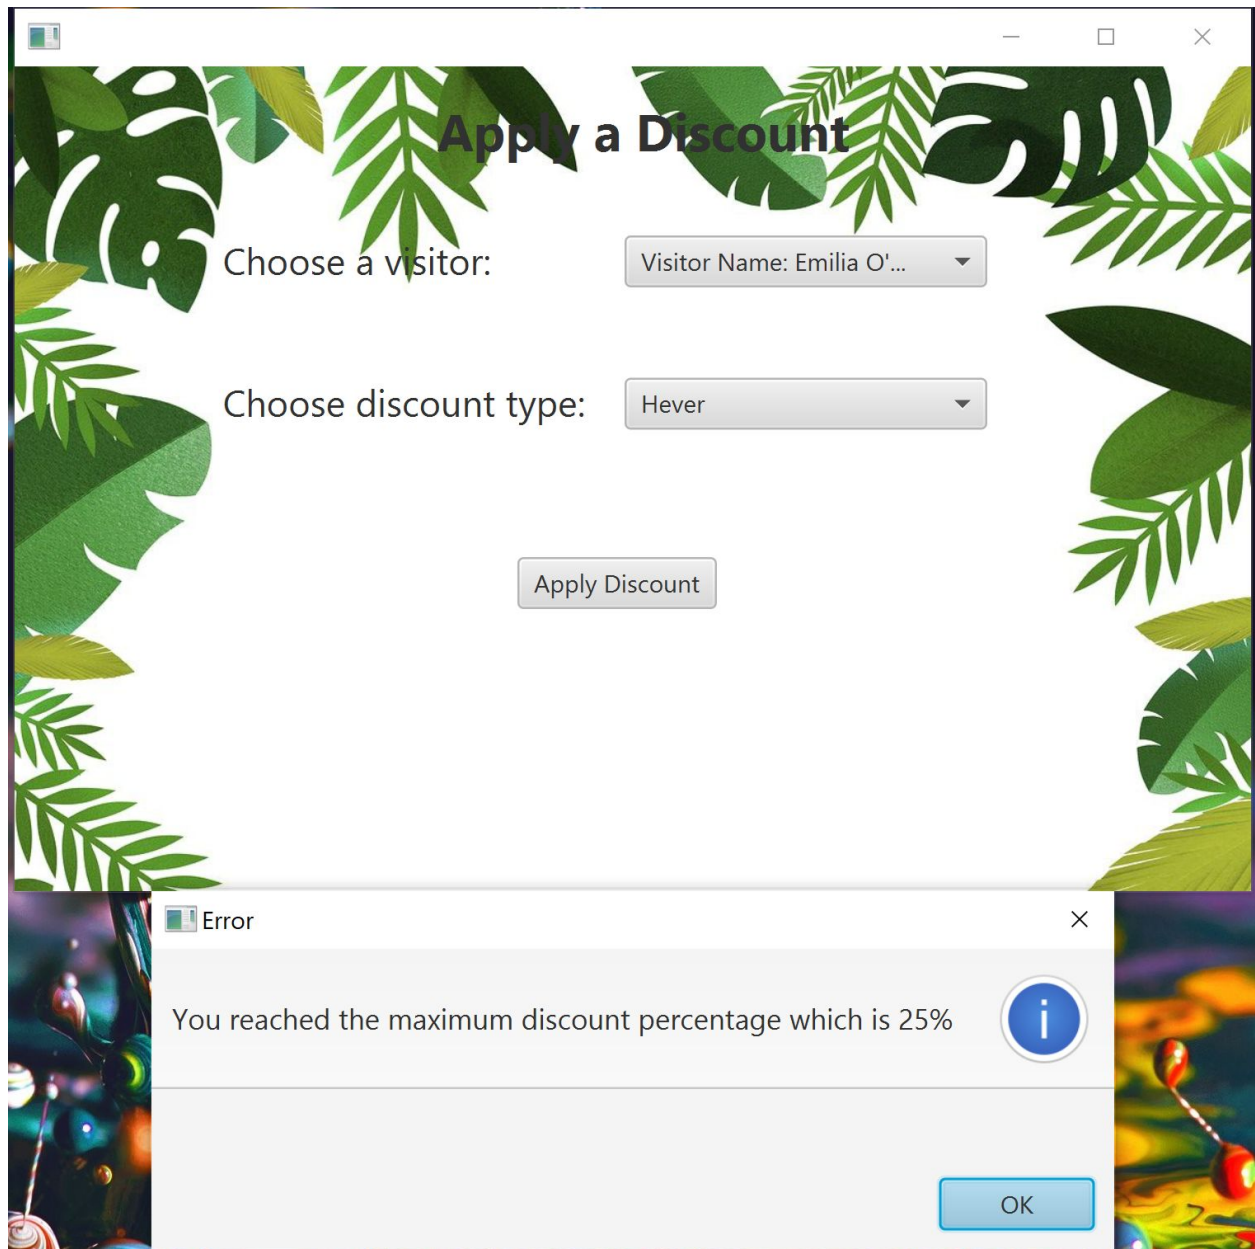 Apply a Discount
Choose a visitor:
Visitor Name: Emilia O'...
Choose discount type:
Hever
Apply Discount
Error
You reached the maximum discount percentage which is 25%
OK